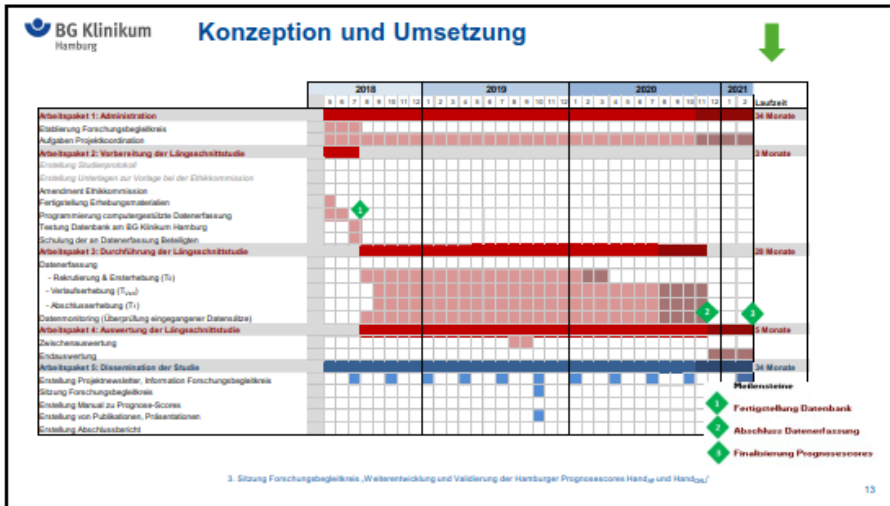 BG Klinikum
Hamburg
Konzeption und Umsetzung
2018 2019 2020 2021
5 6 7 8 9 10 11 12 1 2 3 4 5 6 7 8 9 10 11 12 1 2 3 4 5 6 7 8 9 10 11 12 1 2 Laufzeit
Arbeitspaket 1: Administration 34 Monate
Etablierung Forschungsbegleitkreis
Aufgaben Projektkoordination
Arbeitspaket 2: Vorbereitung der Längsschnittstudie 3 Monate
Erstellung Studienprotokoll
Erstellung Unterlagen zur Vorlage bei der Ethikkommission
Amendment Ethikkommission
Fertigstellung Erhebungsmaterialien
Programmierung computergestützte Datenerfassung 1
Testung Datenbank am BG Klinikum Hamburg
Schulung der an Datenerfassung Beteiligten
Arbeitspaket 3: Durchführung der Längsschnittstudie 28 Monate
Datenerfassung
- Rekrutierung & Ersterhebung (T0)
- Verlaufserhebung
- Abschlusserhebung (T1)
Datenmonitoring (Überprüfung eingegangener Datensätze) 2 3
Arbeitspaket 4: Auswertung der Längsschnittstudie 5 Monate
Zwischenauswertung
Endauswertung
Arbeitspaket 5: Dissemination der Studie 34 Monate
Erstellung Projektnewsletter, Information Forschungsbegleitkreis
Sitzung Forschungsbegleitkreis
Erstellung Manual zu Prognose-Scores
Erstellung von Publikationen, Präsentationen
Erstellung Abschlussbericht
Meilensteine
1 Fertigstellung Datenbank
2 Abschluss Datenerfassung
3 Finalisierung Prognosescores
3. Sitzung Forschungsbegleitkreis „Weiterentwicklung und Validierung der Hamburger Prognosescores Hand und Hand
13